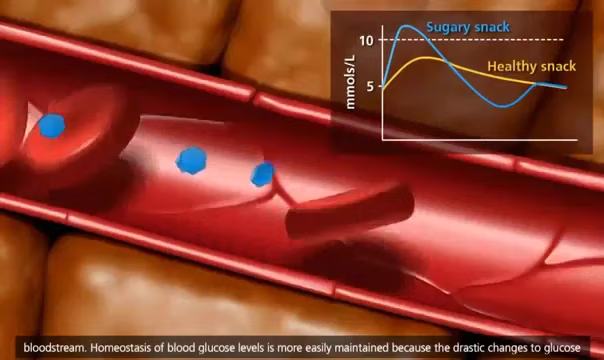 Sugary snack
10
Healthy snack
mmols/L
5
bloodstream. Homeostasis of blood glucose levels is more easily maintained because the drastic changes to glucose